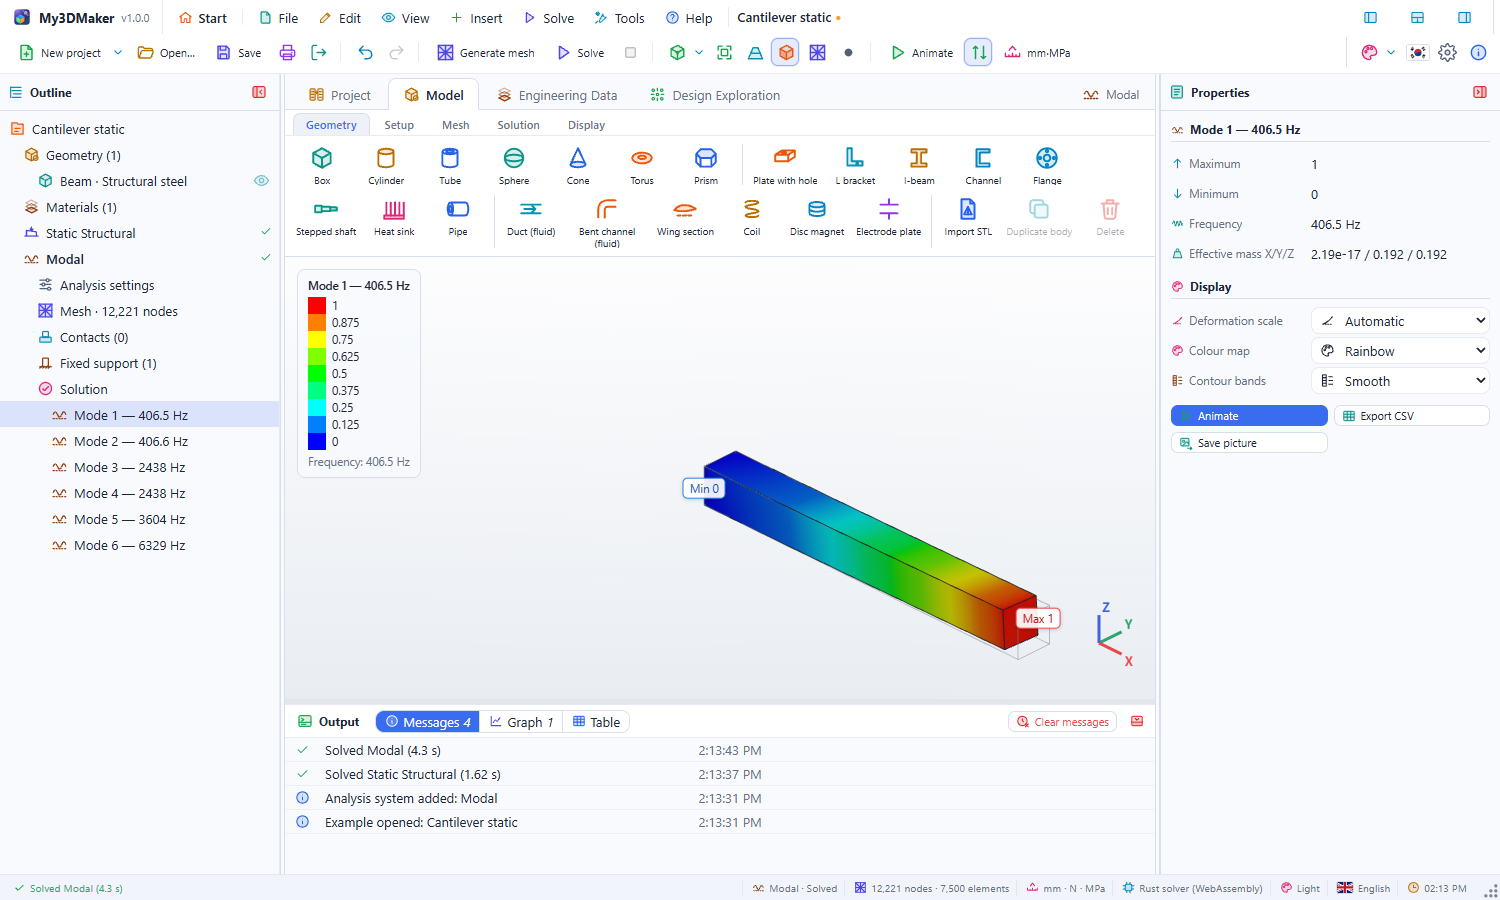 My3DMaker v1.0.0 Start File Edit View Insert Solve Tools Help Cantilever static
New project Open... Save Generate mesh Solve Animate mm·MPa
Outline
Cantilever static
Geometry (1)
Beam · Structural steel
Materials (1)
Static Structural
Modal
Analysis settings
Mesh · 12,221 nodes
Contacts (0)
Fixed support (1)
Solution
Mode 1 — 406.5 Hz
Mode 2 — 406.6 Hz
Mode 3 — 2438 Hz
Mode 4 — 2438 Hz
Mode 5 — 3604 Hz
Mode 6 — 6329 Hz
Project Model Engineering Data Design Exploration Modal
Geometry Setup Mesh Solution Display
Box Cylinder Tube Sphere Cone Torus Prism Plate with hole L bracket I-beam Channel Flange
Stepped shaft Heat sink Pipe Duct (fluid) Bent channel (fluid) Wing section Coil Disc magnet Electrode plate Import STL Duplicate body Delete
Mode 1 — 406.5 Hz
1
0.875
0.75
0.625
0.5
0.375
0.25
0.125
0
Frequency: 406.5 Hz
Min 0
Max 1
Z
Y
X
Output Messages 4 Graph 1 Table Clear messages
Solved Modal (4.3 s) 2:13:43 PM
Solved Static Structural (1.62 s) 2:13:37 PM
Analysis system added: Modal 2:13:31 PM
Example opened: Cantilever static 2:13:31 PM
Properties
Mode 1 — 406.5 Hz
Maximum 1
Minimum 0
Frequency 406.5 Hz
Effective mass X/Y/Z 2.19e-17 / 0.192 / 0.192
Display
Deformation scale Automatic
Colour map Rainbow
Contour bands Smooth
Animate Export CSV
Save picture
Solved Modal (4.3 s) Modal · Solved 12,221 nodes · 7,500 elements mm · N · MPa Rust solver (WebAssembly) Light English 02:13 PM